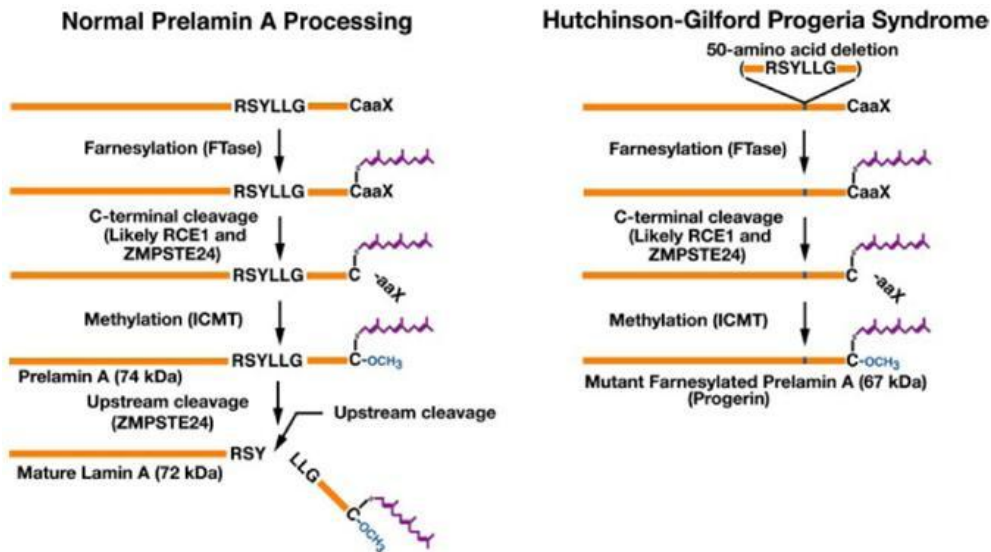 Normal Prelamin A Processing
RSYLLG CaaX
Farnesylation (FTase)
RSYLLG CaaX
C-terminal cleavage
(Likely RCE1 and
ZMPSTE24)
RSYLLG C -aaX
Methylation (ICMT)
RSYLLG C-OCH3
Prelamin A (74 kDa)
Upstream cleavage
(ZMPSTE24)
Upstream cleavage
RSY
LLG
Mature Lamin A (72 kDa)
C-OCH3
Hutchinson-Gilford Progeria Syndrome
50-amino acid deletion
(RSYLLG)
CaaX
Farnesylation (FTase)
CaaX
C-terminal cleavage
(Likely RCE1 and
ZMPSTE24)
C -aaX
Methylation (ICMT)
C-OCH3
Mutant Farnesylated Prelamin A (67 kDa)
(Progerin)